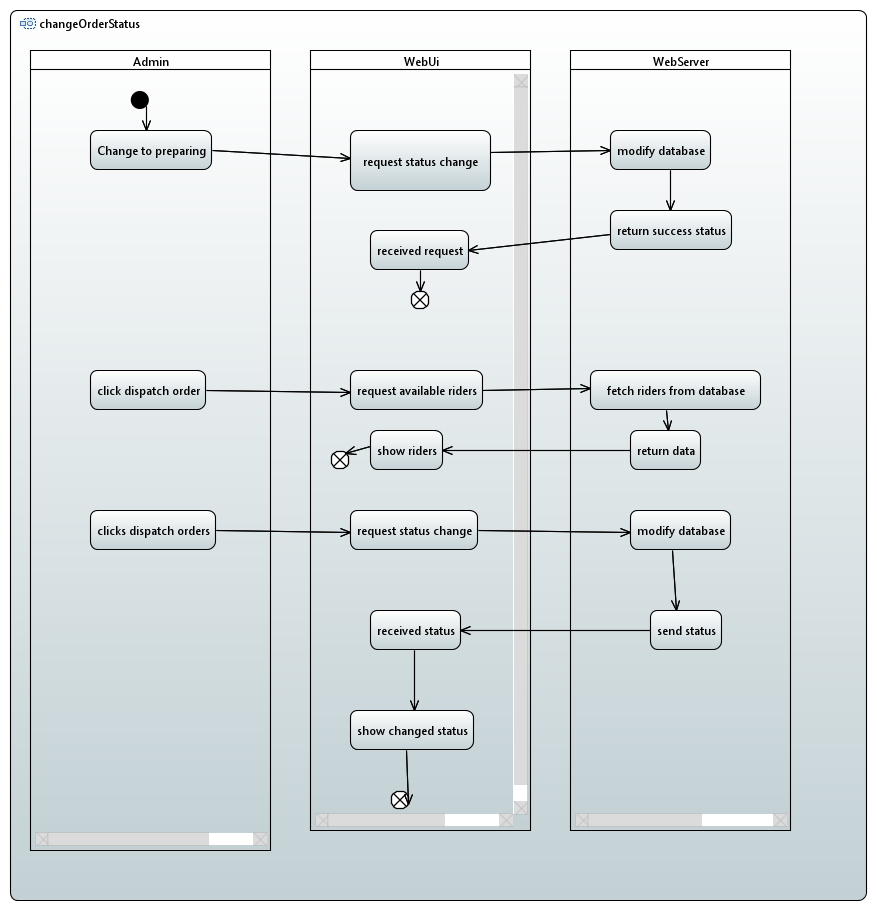 changeOrderStatus
Admin
WebUi
WebServer
Change to preparing
request status change
modify database
return success status
received request
click dispatch order
request available riders
fetch riders from database
show riders
return data
clicks dispatch orders
request status change
modify database
received status
send status
show changed status